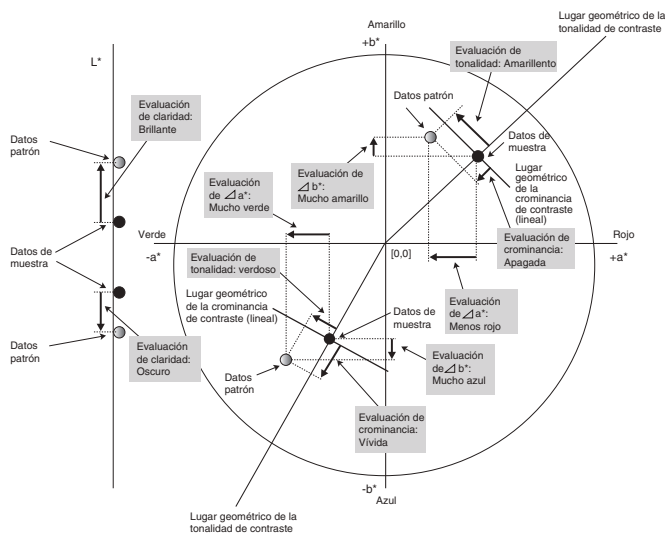 Amarillo
+b*
Lugar geométrico de la
tonalidad de contraste
L*
Evaluación
de claridad:
Brillante
Datos
patrón
Datos de
muestra
Datos
patrón
Evaluación
de claridad:
Oscuro
Evaluación de
tonalidad: Amarillento
Datos patrón
Datos de
muestra
Evaluación de
⊿ b*:
Mucho amarillo
Lugar
geométrico
de la
crominancia
de contraste
(lineal)
Evaluación
de ⊿ a*:
Mucho verde
Verde
-a*
Rojo
+a*
[0,0]
Evaluación de
crominancia:
Apagada
Evaluación de
tonalidad: verdoso
Lugar geométrico
de la crominancia
de contraste (lineal)
Evaluación
de ⊿ a*:
Menos rojo
Datos de
muestra
Evaluación
de ⊿ b*:
Mucho azul
Datos
patrón
Evaluación de
crominancia:
Vívida
-b*
Azul
Lugar geométrico de la
tonalidad de contraste